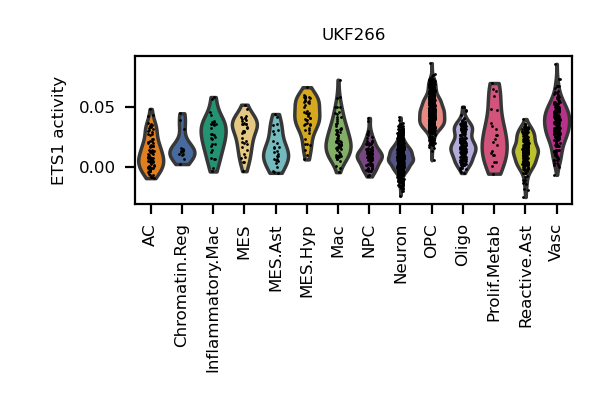 UKF266
ETS1 activity
0.05
0.00
AC
Chromatin.Reg
Inflammatory.Mac
MES
MES.Ast
MES.Hyp
Mac
NPC
Neuron
OPC
Oligo
Prolif.Metab
Reactive.Ast
Vasc